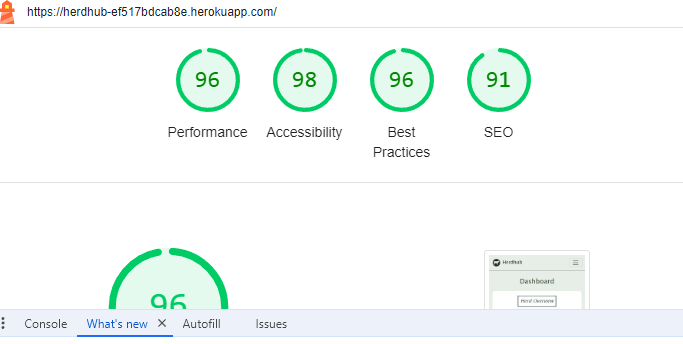 https://herdhub-ef517bdcab8e.herokuapp.com/
96 98 96 91
Performance Accessibility Best Practices SEO
96
Herdhub
Dashboard
Herd Overview
Console What's new Autofill Issues